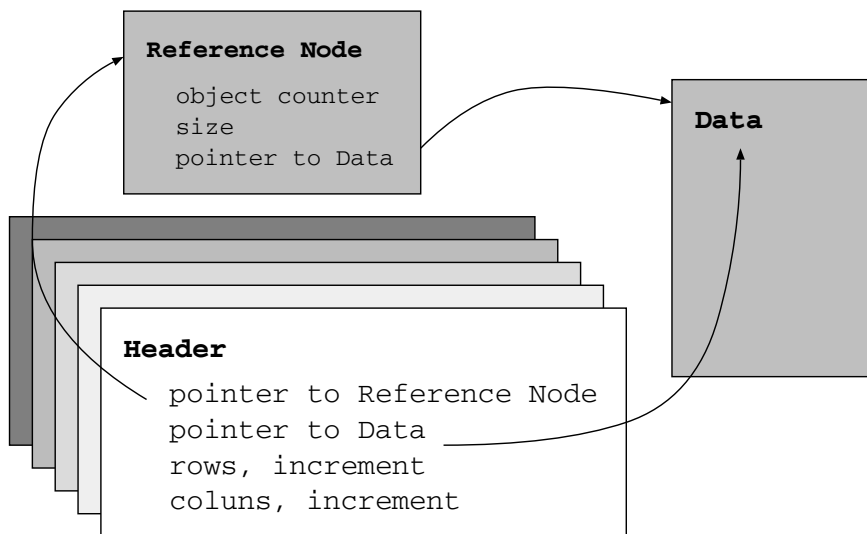 Reference Node
object counter
size
pointer to Data
Data
Header
pointer to Reference Node
pointer to Data
rows, increment
coluns, increment